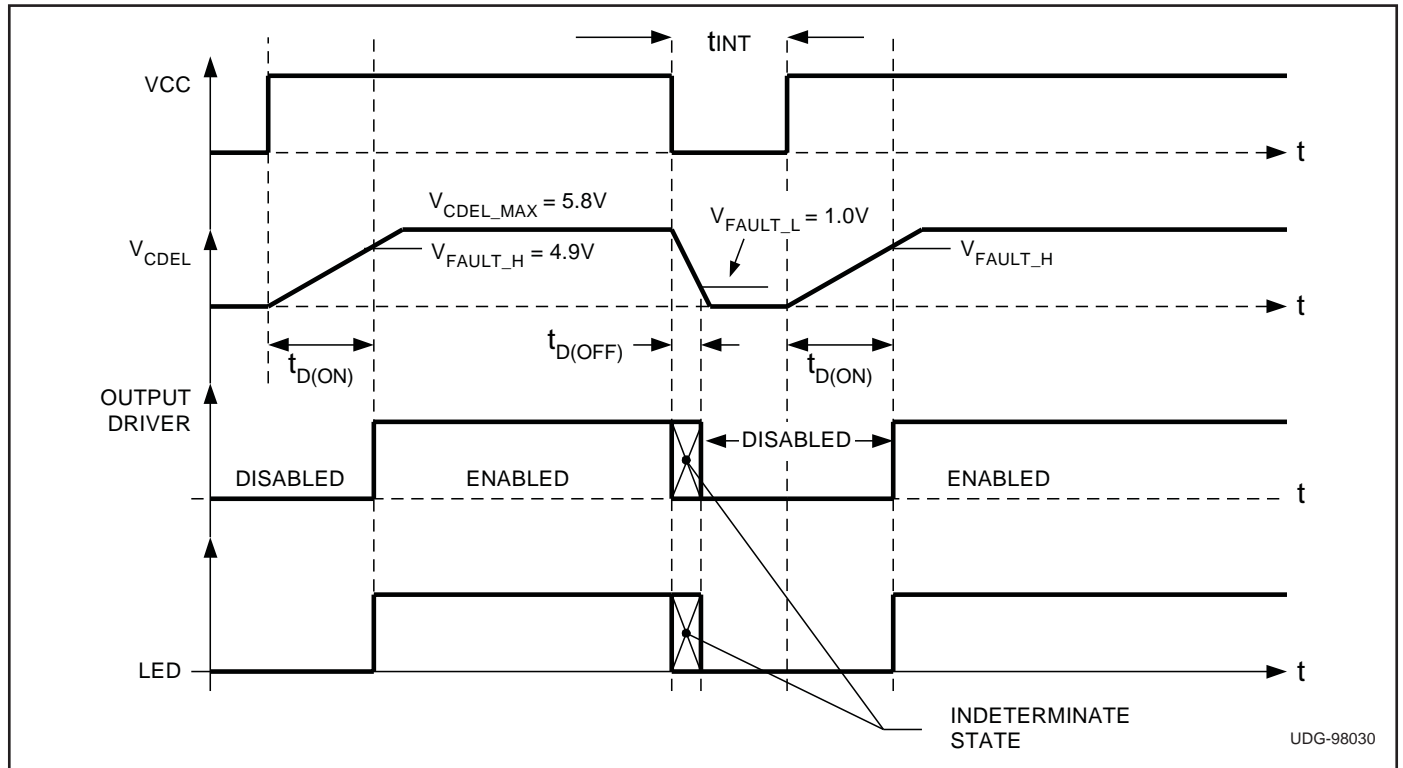 tINT
VCC
t
VCDEL_MAX = 5.8V
VFAULT_L = 1.0V
VCDEL
VFAULT_H = 4.9V
VFAULT_H
t
tD(ON)
tD(OFF)
tD(ON)
OUTPUT
DRIVER
DISABLED
DISABLED
ENABLED
ENABLED
t
LED
t
INDETERMINATE
STATE
UDG-98030